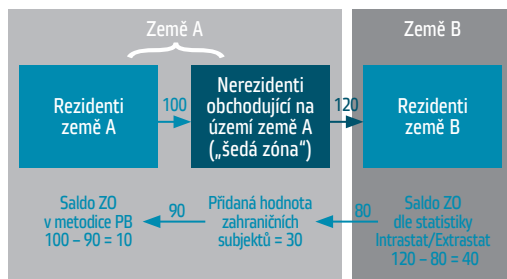 Země A
Země B
Rezidenti
země A
100
Nerezidenti
obchodující na
území země A
(„šedá zóna“)
120
Rezidenti
země B
Saldo ZO
v metodice PB
100 – 90 = 10
90
Přidaná hodnota
zahraničních
subjektů = 30
80
Saldo ZO
dle statistiky
Intrastat/Extrastat
120 – 80 = 40